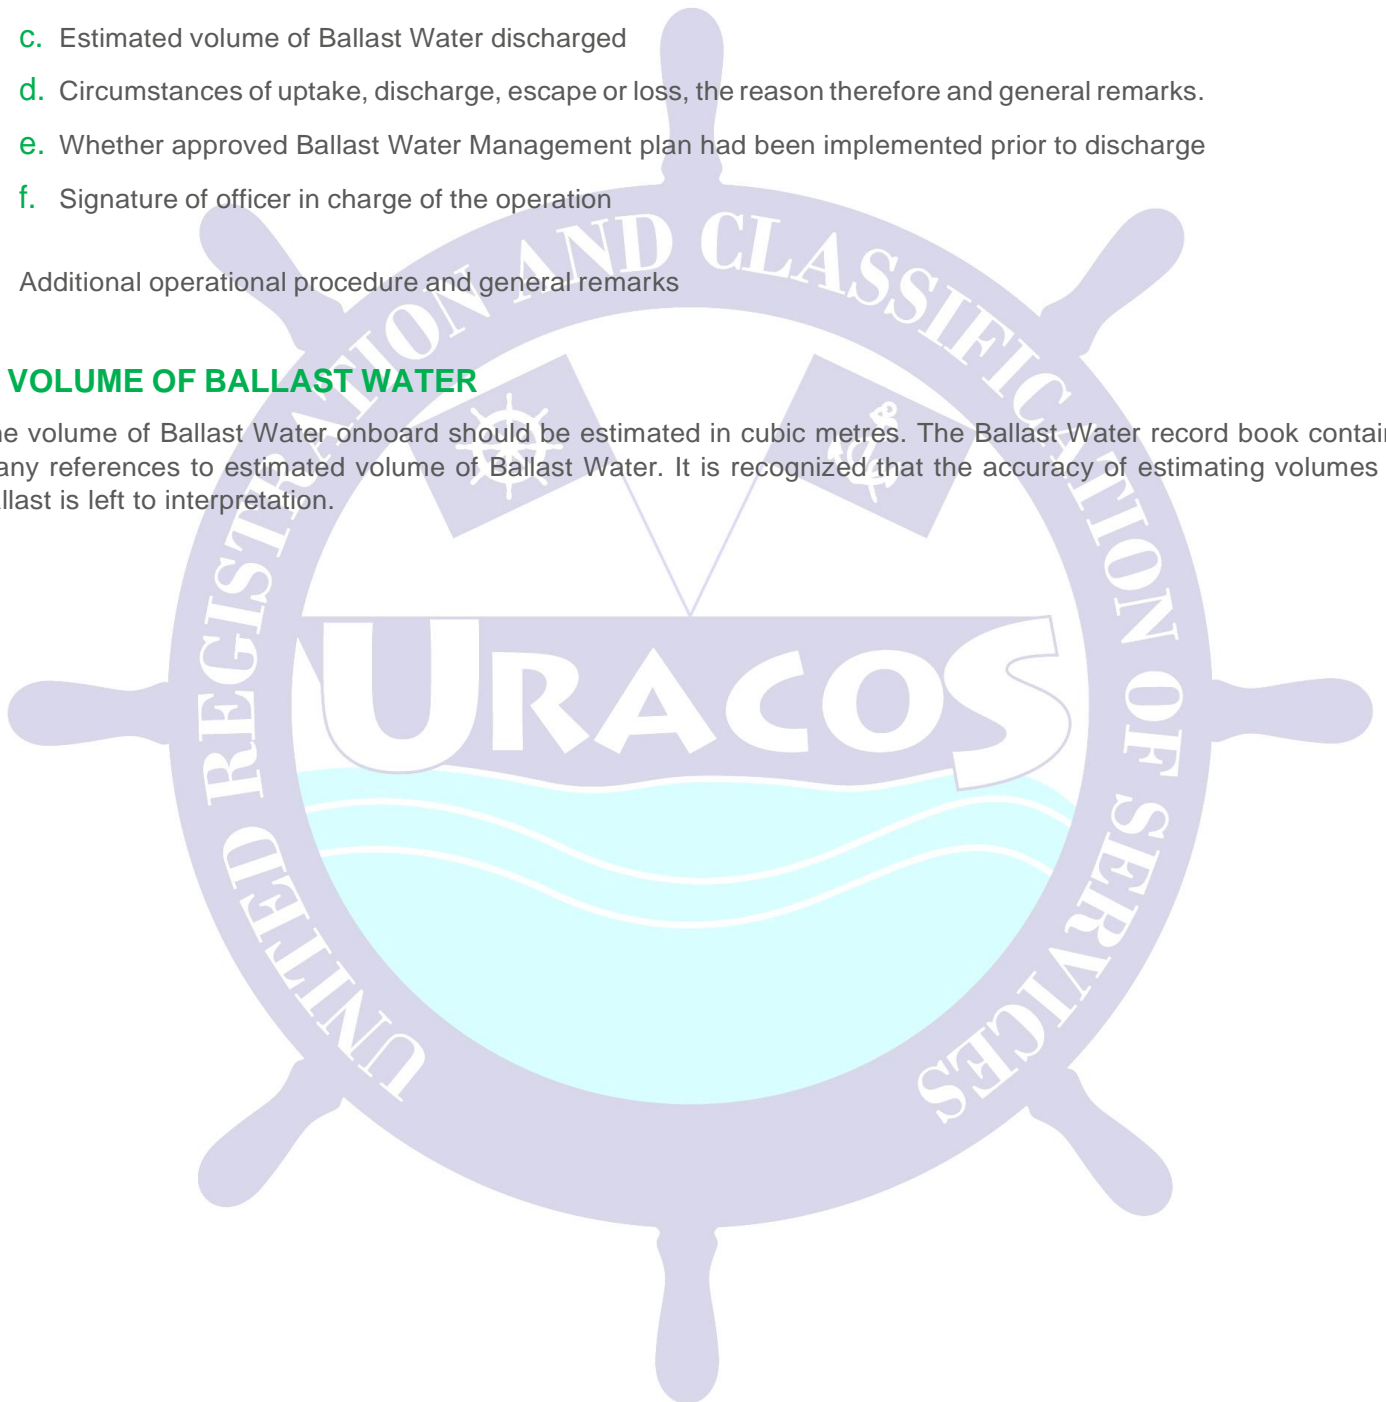 c. Estimated volume of Ballast Water discharged
d. Circumstances of uptake, discharge, escape or loss, the reason therefore and general remarks.
e. Whether approved Ballast Water Management plan had been implemented prior to discharge
f. Signature of officer in charge of the operation
Additional operational procedure and general remarks
VOLUME OF BALLAST WATER
volume of Ballast Water onboard should be estimated in cubic metres. The Ballast Water record book contain
references to estimated volume of Ballast Water. It is recognized that the accuracy of estimating volumes
is left to interpretation.
UNITED REGISTRATION AND CLASSIFICATION OF SERVICES
URACOS